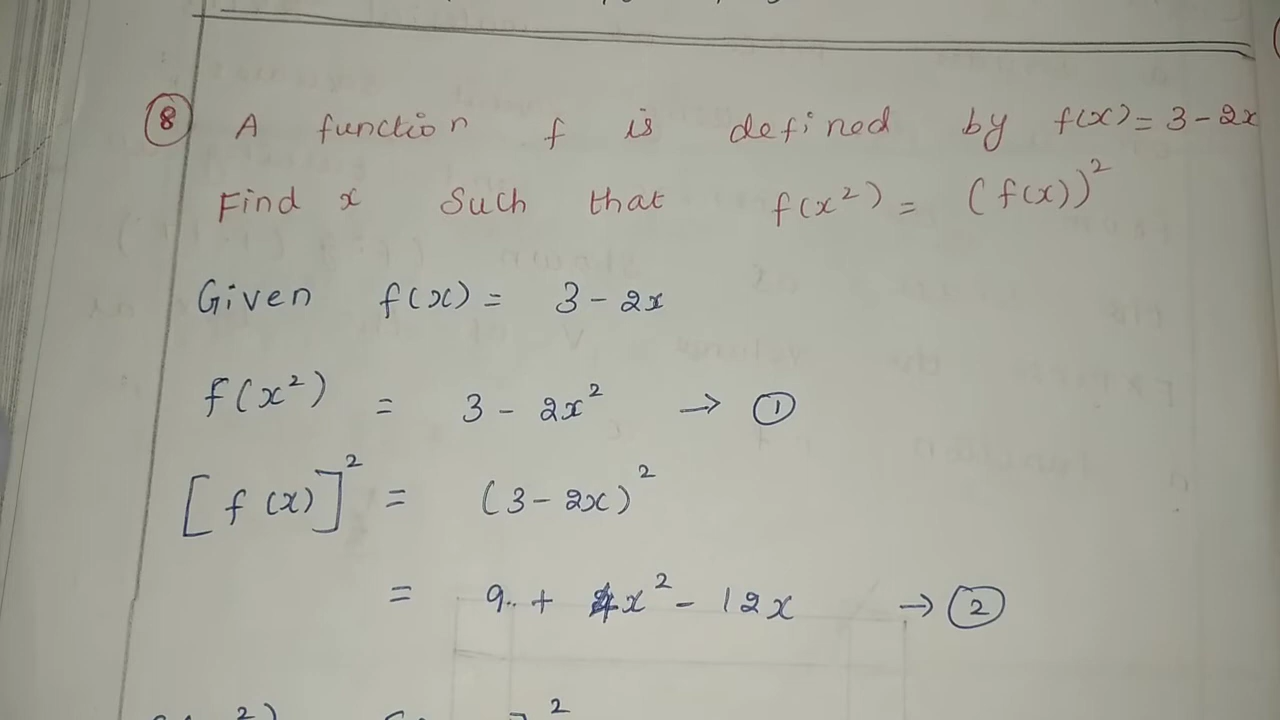 ⑧ A function f is defined by f(x) = 3 - 2x
Find x Such that f(x²) = (f(x))²
Given f(x) = 3 - 2x
f(x²) = 3 - 2x² → ①
[f(x)]² = (3 - 2x)²
= 9 + 4x² - 12x → ②